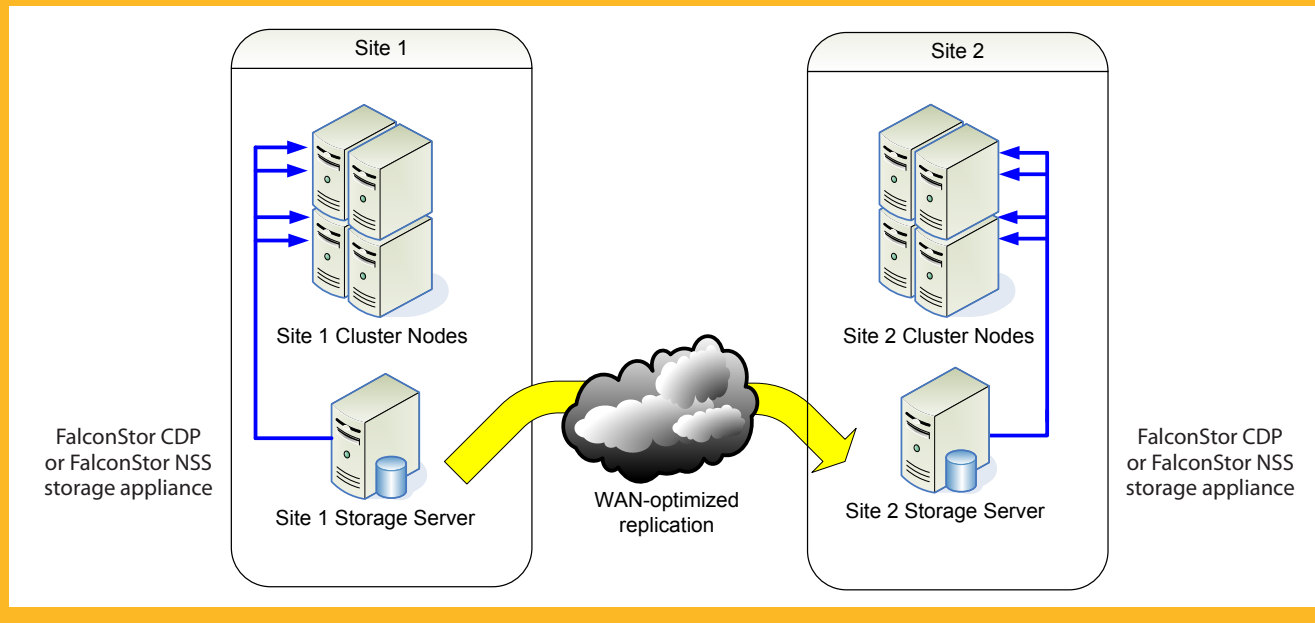 Site 1
Site 2
Site 1 Cluster Nodes
Site 2 Cluster Nodes
FalconStor CDP
or FalconStor NSS
storage appliance
Site 1 Storage Server
WAN-optimized
replication
Site 2 Storage Server
FalconStor CDP
or FalconStor NSS
storage appliance